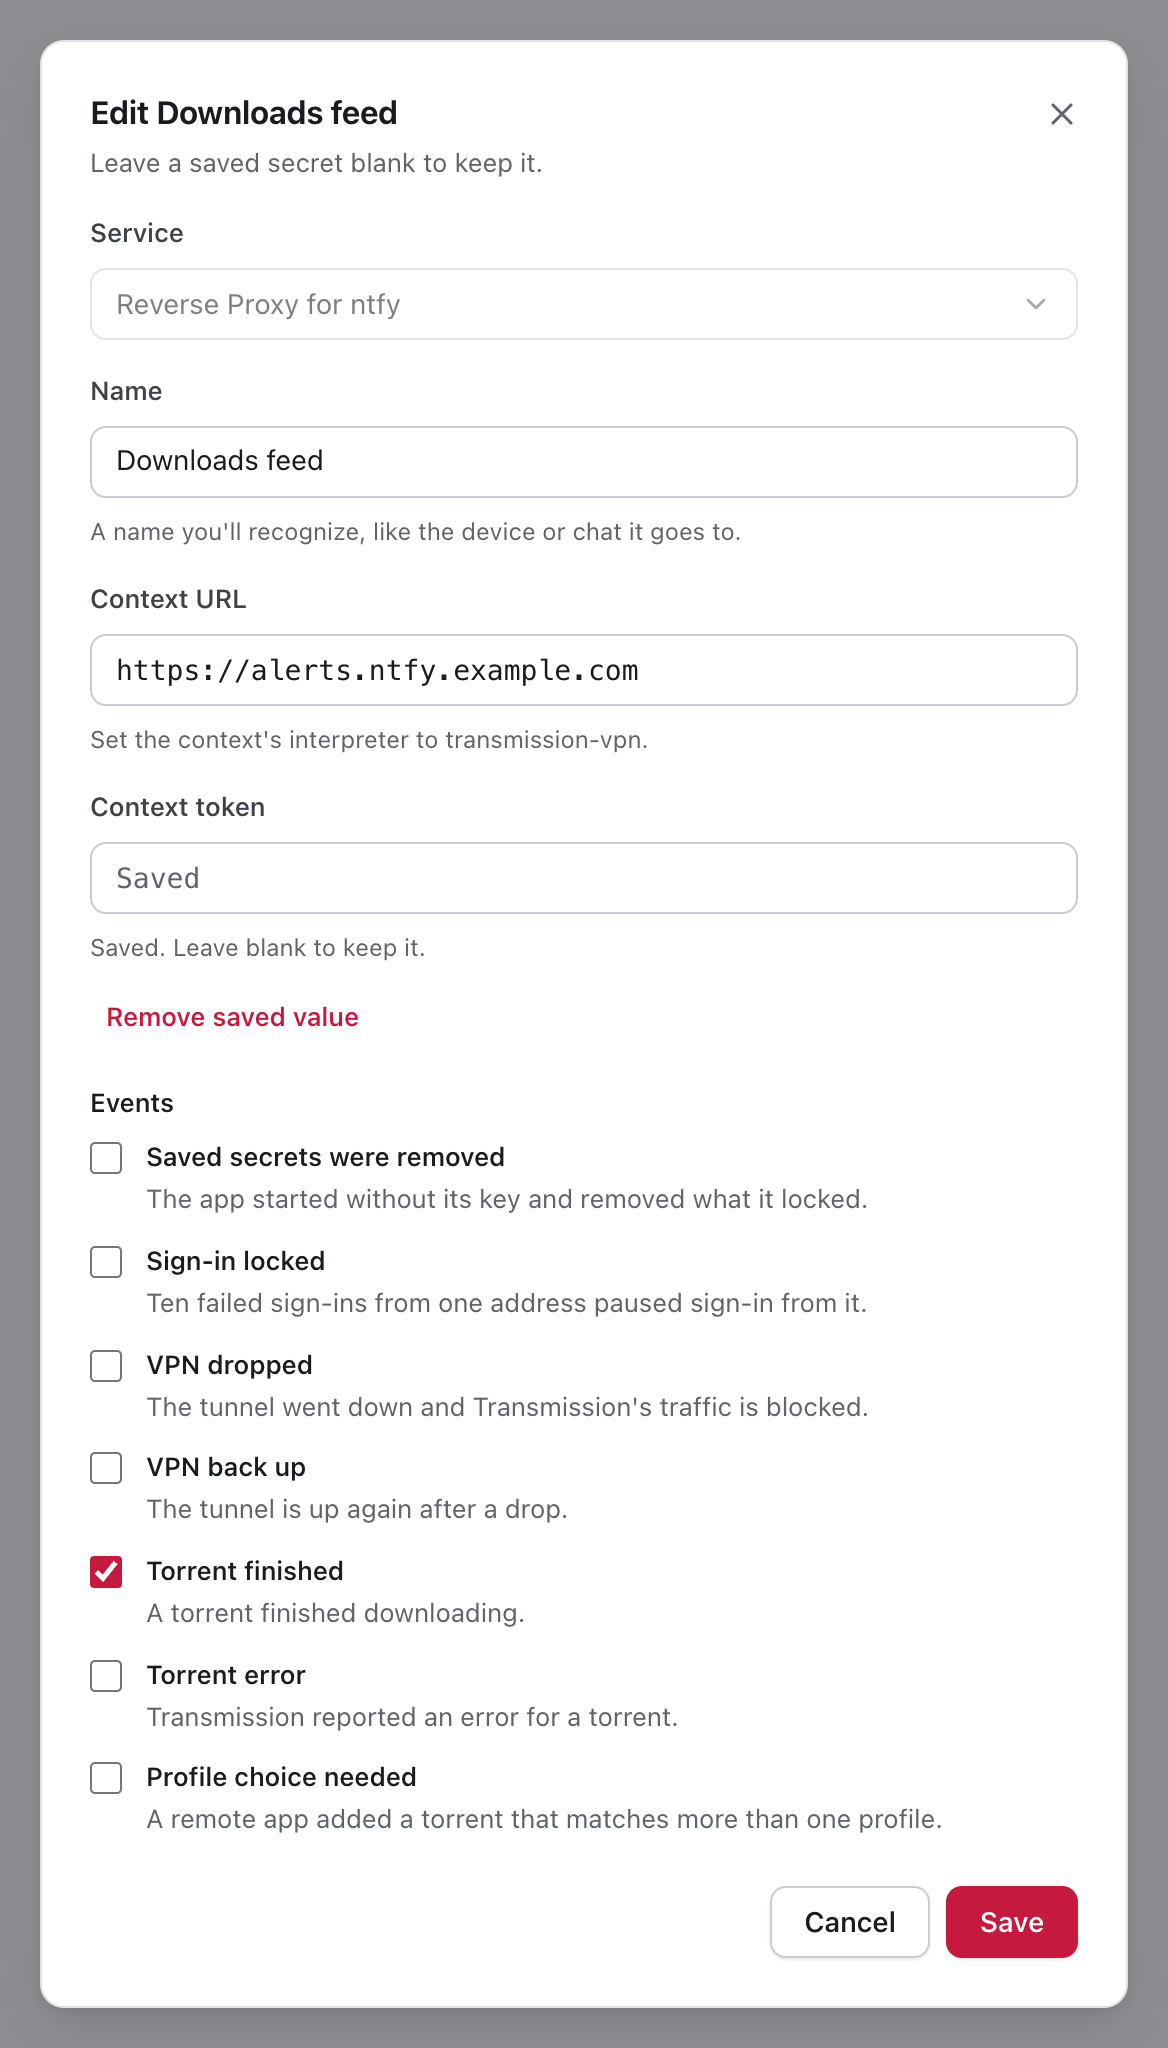 Edit Downloads feed
Leave a saved secret blank to keep it.
Service
Reverse Proxy for ntfy
Name
Downloads feed
A name you'll recognize, like the device or chat it goes to.
Context URL
https://alerts.ntfy.example.com
Set the context's interpreter to transmission-vpn.
Context token
Saved
Saved. Leave blank to keep it.
Remove saved value
Events
Saved secrets were removed
The app started without its key and removed what it locked.
Sign-in locked
Ten failed sign-ins from one address paused sign-in from it.
VPN dropped
The tunnel went down and Transmission's traffic is blocked.
VPN back up
The tunnel is up again after a drop.
Torrent finished
A torrent finished downloading.
Torrent error
Transmission reported an error for a torrent.
Profile choice needed
A remote app added a torrent that matches more than one profile.
Cancel
Save